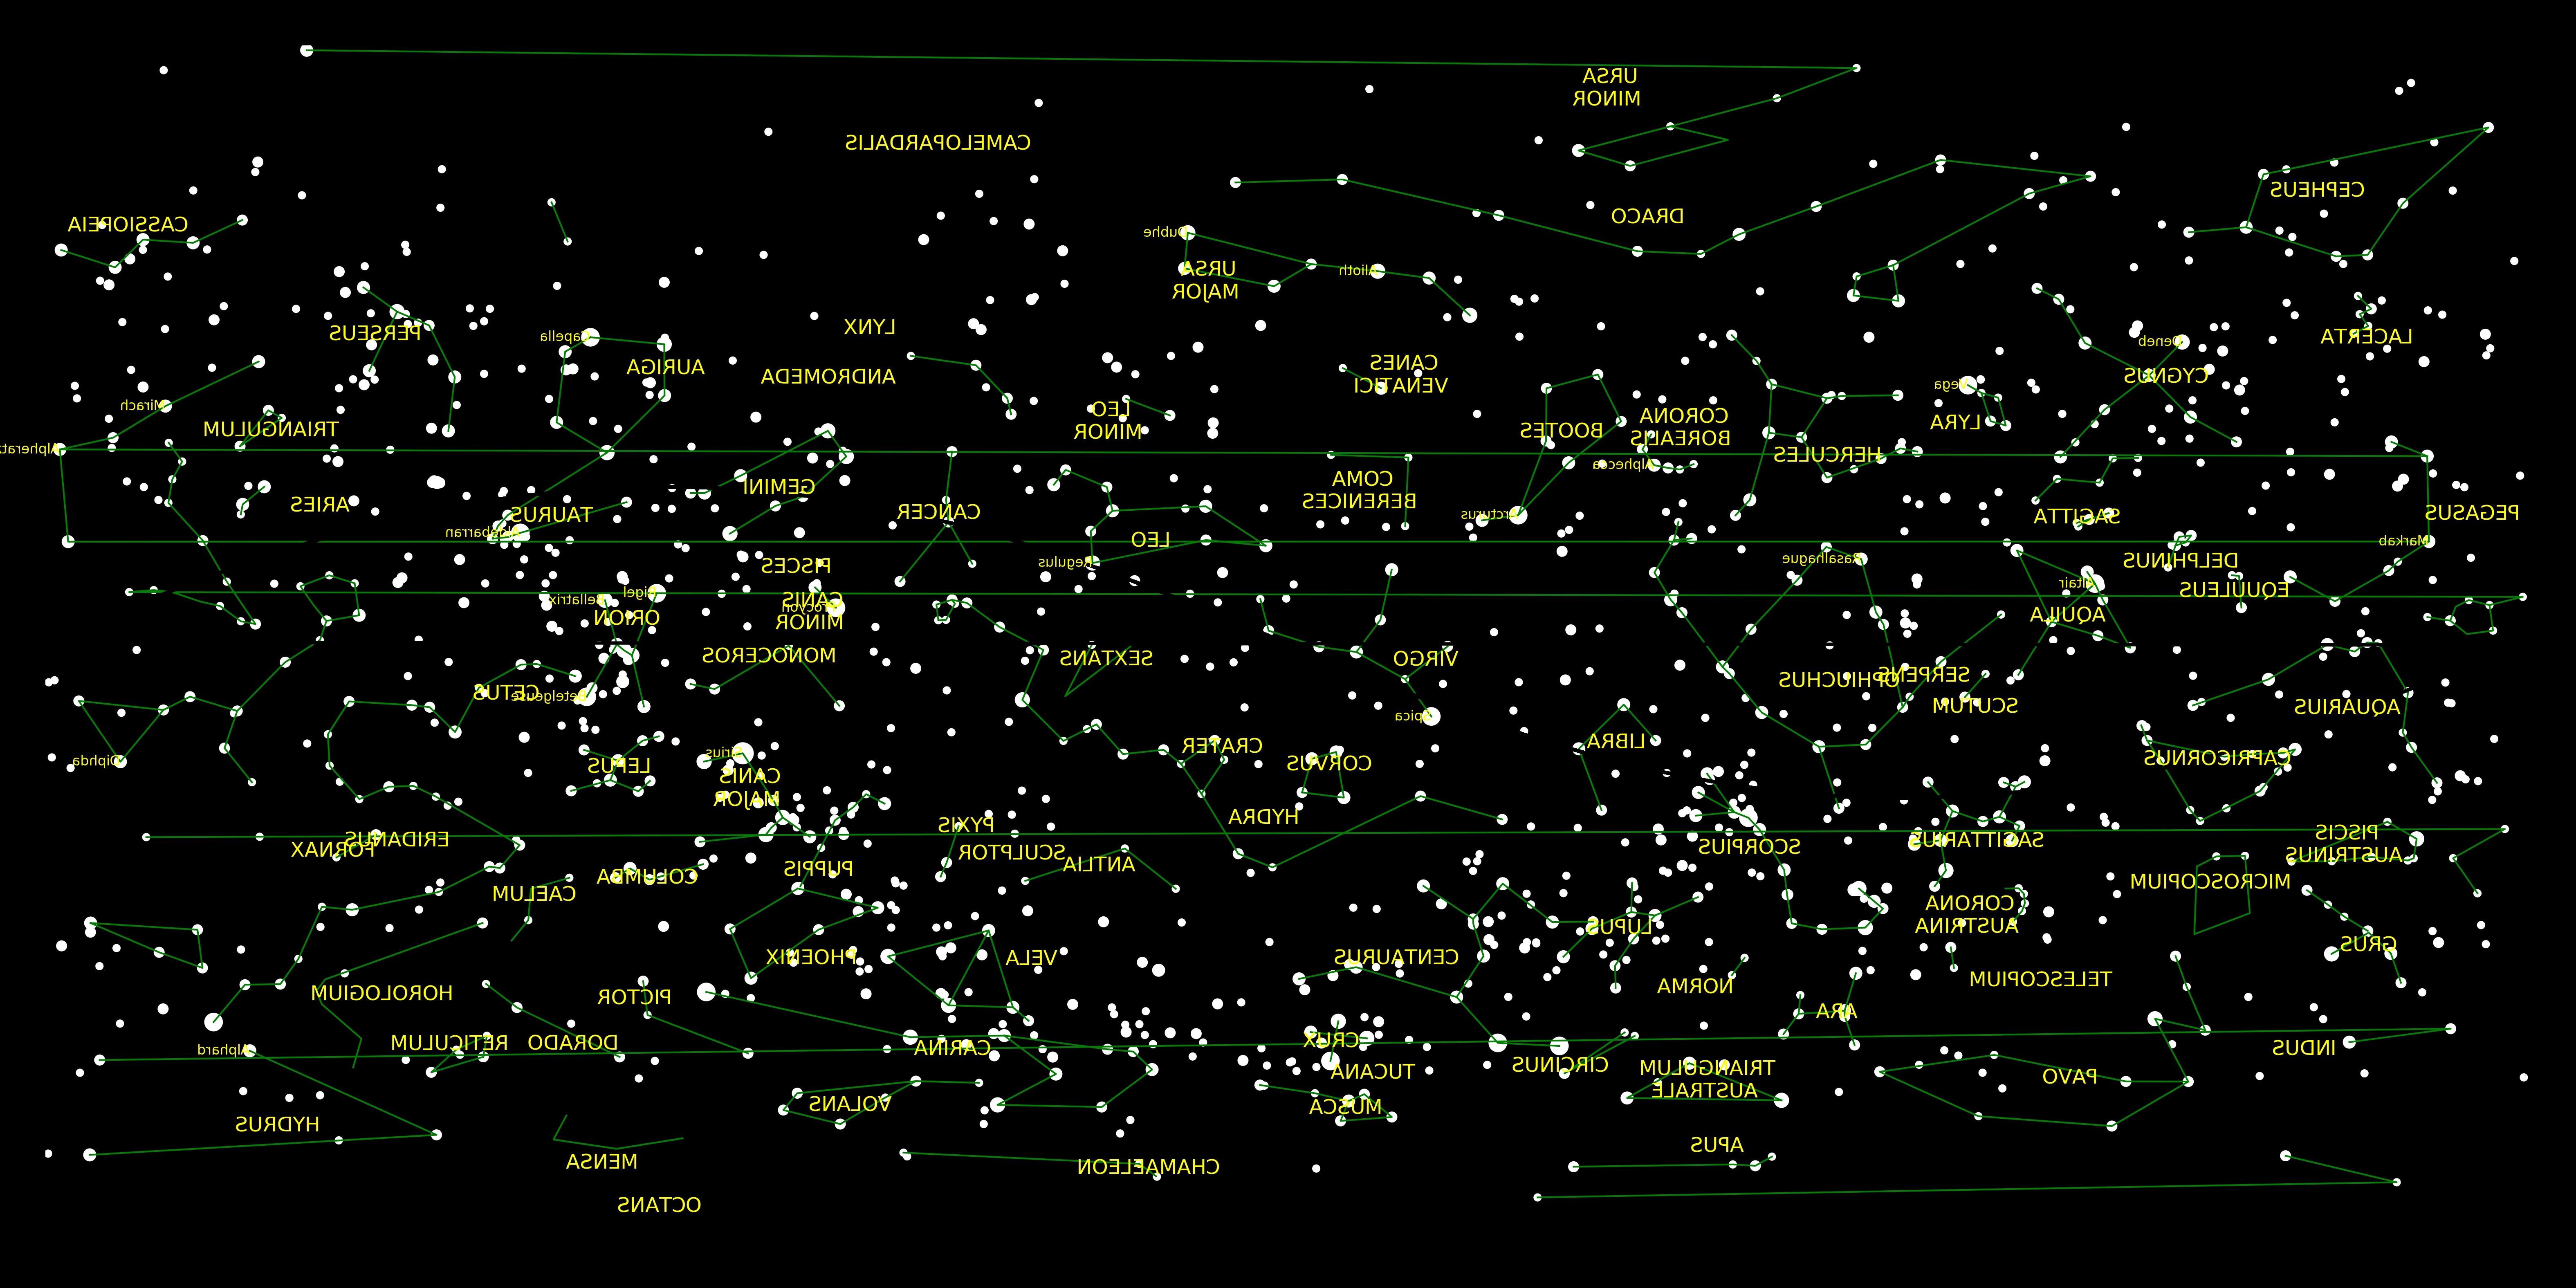 URSA
MINOR
CAMELOPARDALIS
CEPHEUS
DRACO
CASSIOPEIA
Dubhe
URSA
MAJOR
Alioth
LYNX
PERSEUS
Capella
AURIGA
ANDROMEDA
CANES
VENATICI
LACERTA
Deneb
CYGNUS
Vega
LYRA
Mirach
TRIANGULUM
LEO
MINOR
BOOTES
CORONA
BOREALIS
Alphecca
HERCULES
ARIES
GEMINI
COMA
BERENICES
CANCER
TAURUS
Arcturus
SAGITTA
PEGASUS
LEO
Markab
Regulus
Rasalhague
DELPHINUS
PISCES
EQUULEUS
Altair
AQUILA
Bellatrix
Rigel
ORION
CANIS
MINOR
Procyon
MONOCEROS
SEXTANS
VIRGO
SERPENS
OPHIUCHUS
SCUTUM
AQUARIUS
CETUS
Betelgeuse
Spica
Diphda
Sirius
CANIS
MAJOR
LEPUS
CRATER
CORVUS
LIBRA
CAPRICORNUS
HYDRA
PYXIS
ERIDANUS
FORNAX
SCULPTOR
ANTLIA
SCORPIUS
SAGITTARIUS
PISCIS
AUSTRINUS
PUPPIS
COLUMBA
CAELUM
MICROSCOPIUM
CORONA
AUSTRINA
LUPUS
GRUS
PHOENIX
VELA
CENTAURUS
NORMA
TELESCOPIUM
HOROLOGIUM
PICTOR
ARA
RETICULUM
DORADO
CARINA
CRUX
INDUS
Alphard
CIRCINUS
TRIANGULUM
AUSTRALE
TUCANA
PAVO
VOLANS
MUSCA
HYDRUS
APUS
MENSA
CHAMAELEON
OCTANS